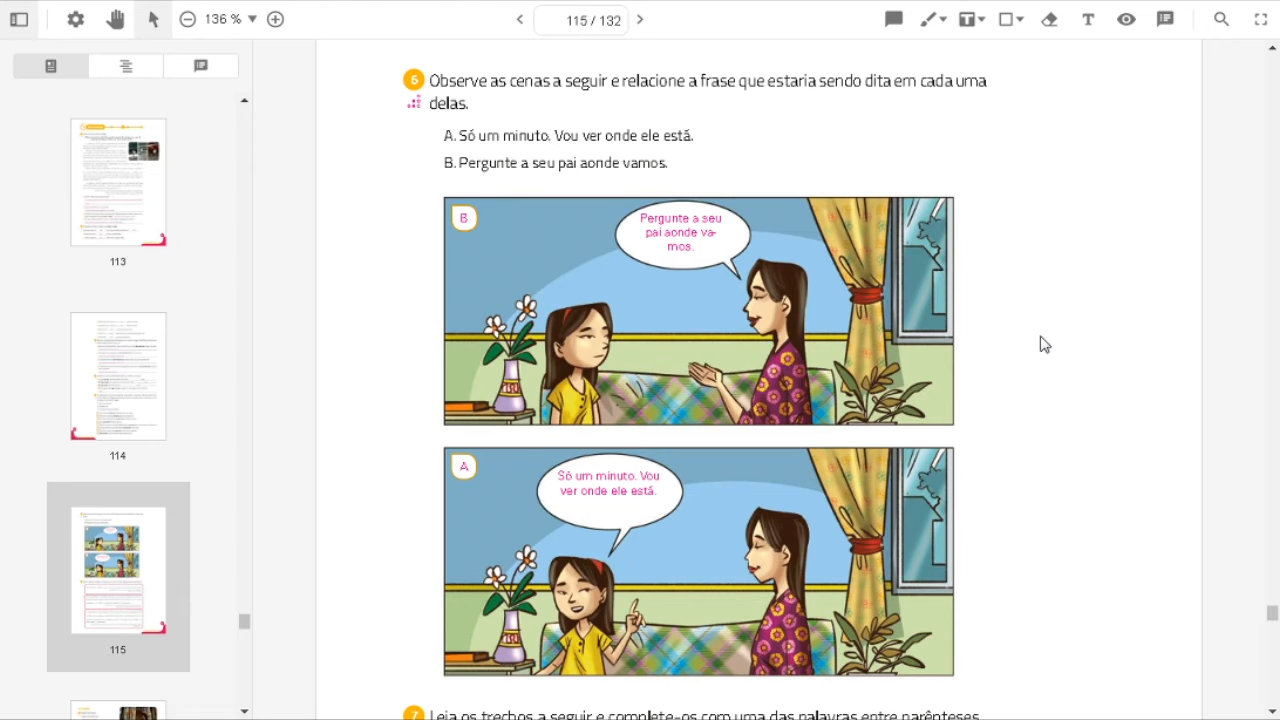 136 %
115 / 132
T
T
113
114
115
6 Observe as cenas a seguir e relacione a frase que estaria sendo dita em cada uma
delas.
A. Só um minuto. Vou ver onde ele está.
B. Pergunte a seu pai aonde vamos.
B
Pergunte a seu
pai aonde va-
mos.
A
Só um minuto. Vou
ver onde ele está.
7 Leia os trechos a seguir e complete-os com uma das palavras entre parênteses